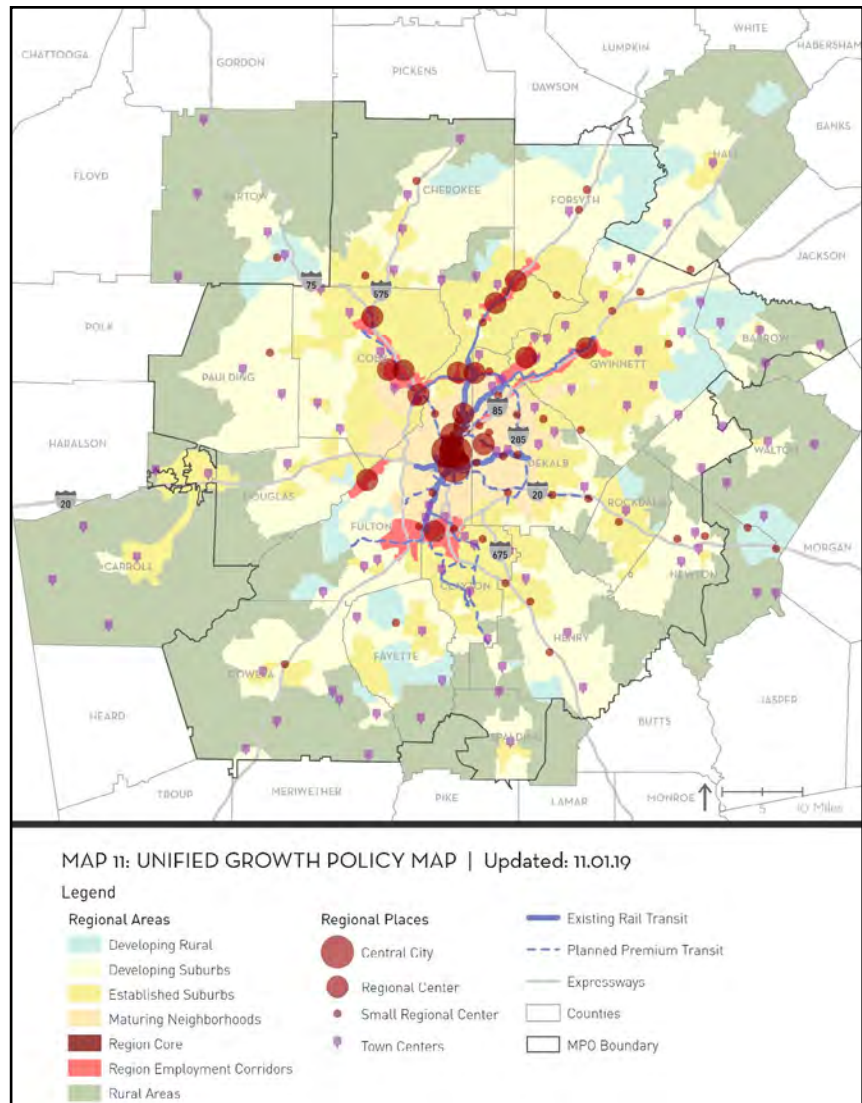 WHITE
CHATTOOGA
GORDON
LUMPKIN
HABERSHAM
PICKENS
DAWSON
BANKS
FLOYD
HALL
CHEROKEE
BARTOW
FORSYTH
JACKSON
75
575
POLK
BARROW
COBB
GWINNETT
PAULDING
85
HARALSON
285
WALTON
DEKALB
20
DOUGLAS
20
ROCKDALE
FULTON
675
MORGAN
CARROLL
NEWTON
CLAYTON
HENRY
FAYETTE
COWETA
HEARD
JASPER
BUTTS
SPALDING
TROUP
MERIWETHER
PIKE
LAMAR
MONROE
5
10 Miles
MAP 11: UNIFIED GROWTH POLICY MAP | Updated: 11.01.19
Legend
Regional Areas
Developing Rural
Developing Suburbs
Established Suburbs
Maturing Neighborhoods
Region Core
Region Employment Corridors
Rural Areas
Regional Places
Central City
Regional Center
Small Regional Center
Town Centers
Existing Rail Transit
Planned Premium Transit
Expressways
Counties
MPO Boundary